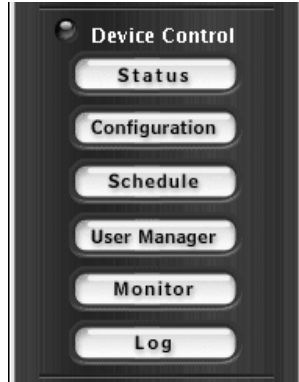 Device Control
Status
Configuration
Schedule
User Manager
Monitor
Log